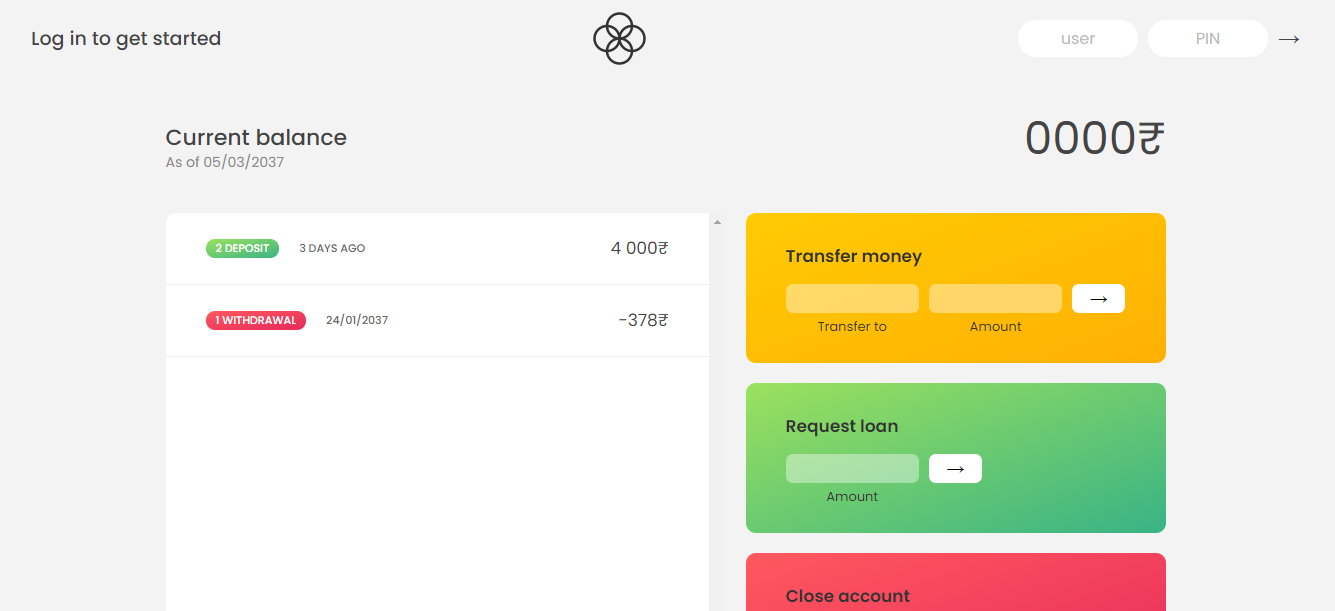 Log in to get started
user
PIN
→
Current balance
As of 05/03/2037
0000₹
2 DEPOSIT
3 DAYS AGO
4 000₹
1 WITHDRAWAL
24/01/2037
-378₹
Transfer money
→
Transfer to
Amount
Request loan
→
Amount
Close account